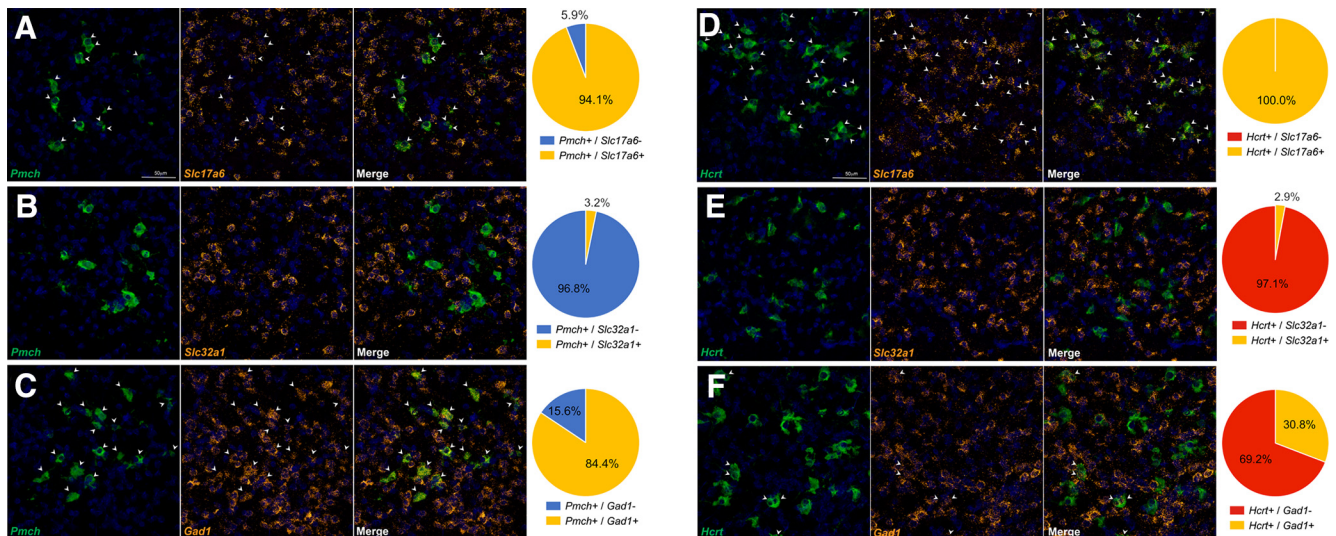 A
Pmch
50μm
Slc17a6
Merge
5.9%
94.1%
Pmch+ / Slc17a6-
Pmch+ / Slc17a6+
B
Pmch
Slc32a1
Merge
3.2%
96.8%
Pmch+ / Slc32a1-
Pmch+ / Slc32a1+
C
Pmch
Gad1
Merge
15.6%
84.4%
Pmch+ / Gad1-
Pmch+ / Gad1+
D
Hcrt
50μm
Slc17a6
Merge
100.0%
Hcrt+ / Slc17a6-
Hcrt+ / Slc17a6+
E
Hcrt
Slc32a1
Merge
2.9%
97.1%
Hcrt+ / Slc32a1-
Hcrt+ / Slc32a1+
F
Hcrt
Gad1
Merge
30.8%
69.2%
Hcrt+ / Gad1-
Hcrt+ / Gad1+